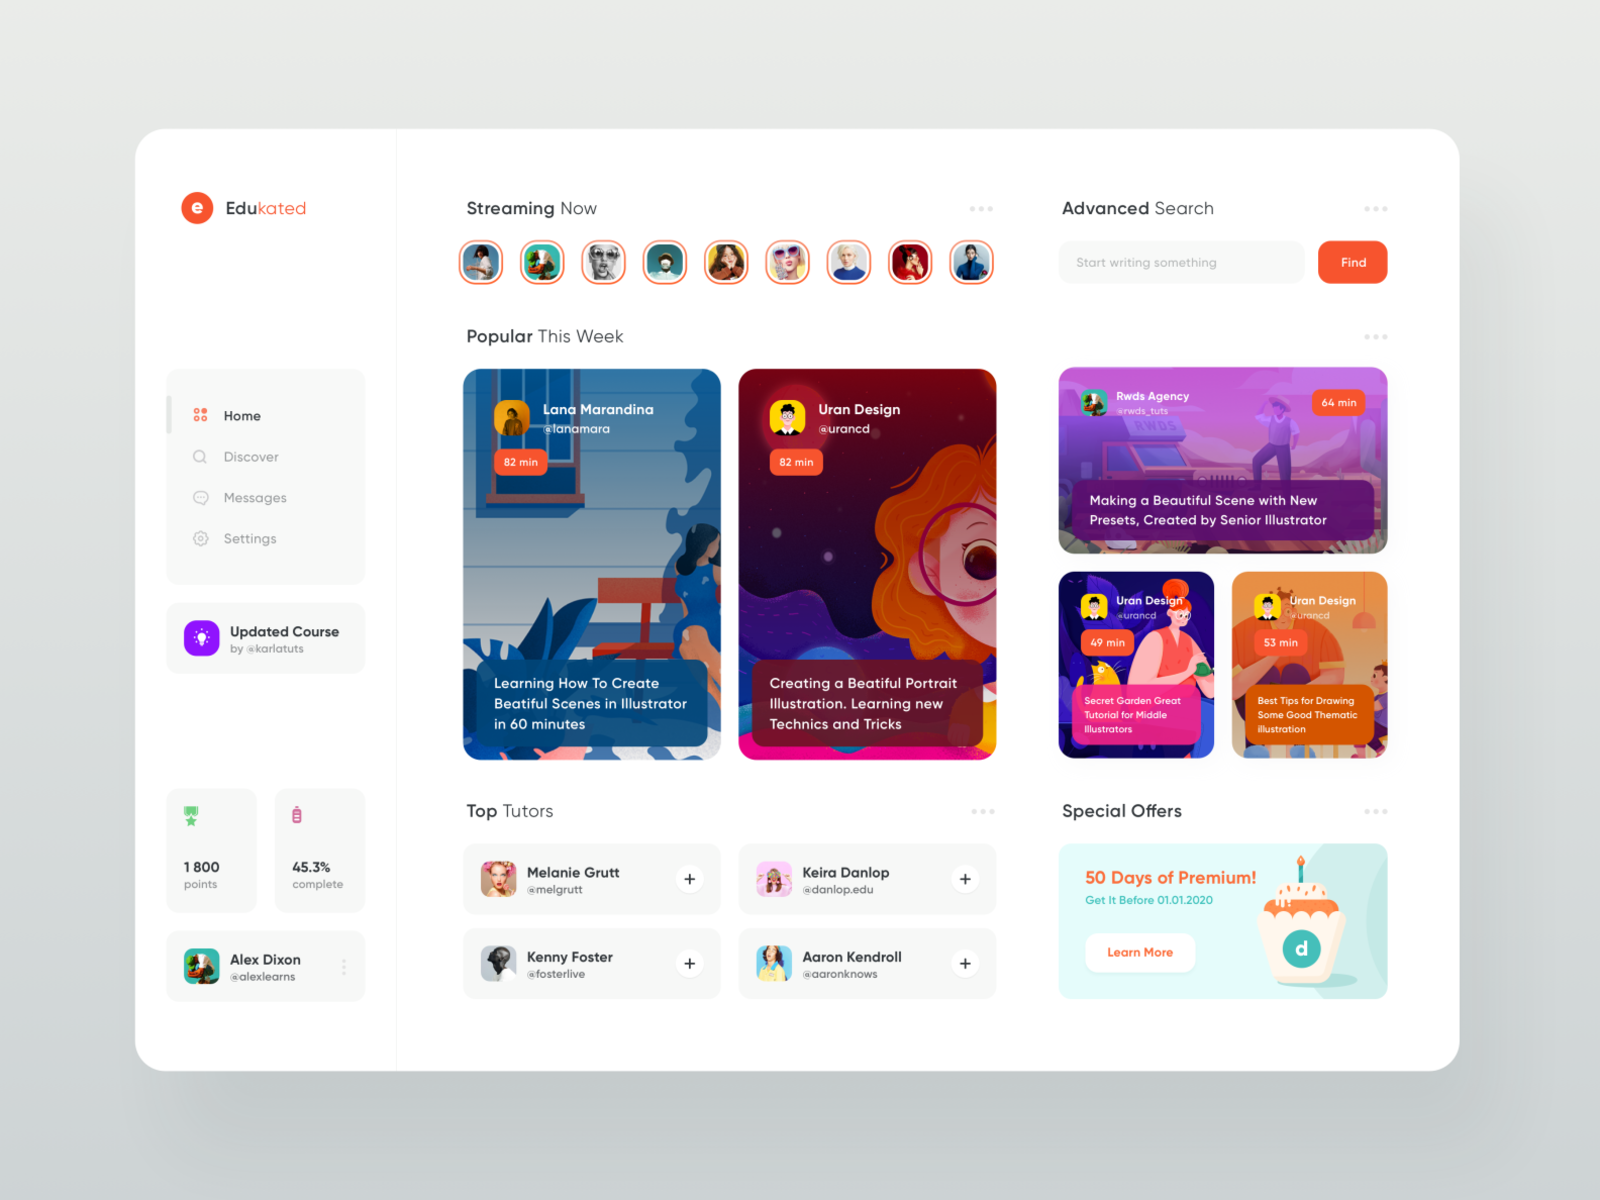 e Edukated
Home
Discover
Messages
Settings
Updated Course
by @karlatuts
1 800
points
45.3%
complete
Alex Dixon
@alexlearns
Streaming Now
Popular This Week
Lana Marandina
@lanamara
82 min
Learning How To Create
Beatiful Scenes in Illustrator
in 60 minutes
Uran Design
@urancd
82 min
Creating a Beatiful Portrait
Illustration. Learning new
Technics and Tricks
Top Tutors
Melanie Grutt
@melgrutt
Keira Danlop
@danlop.edu
Kenny Foster
@fosterlive
Aaron Kendroll
@aaronknows
Advanced Search
Start writing something
Find
Rwds Agency
@rwds_tuts
64 min
RWDS
Making a Beautiful Scene with New
Presets, Created by Senior Illustrator
Uran Design
@urancd
49 min
Secret Garden Great
Tutorial for Middle
Illustrators
Uran Design
@urancd
53 min
Best Tips for Drawing
Some Good Thematic
Illustration
Special Offers
50 Days of Premium!
Get It Before 01.01.2020
Learn More
d